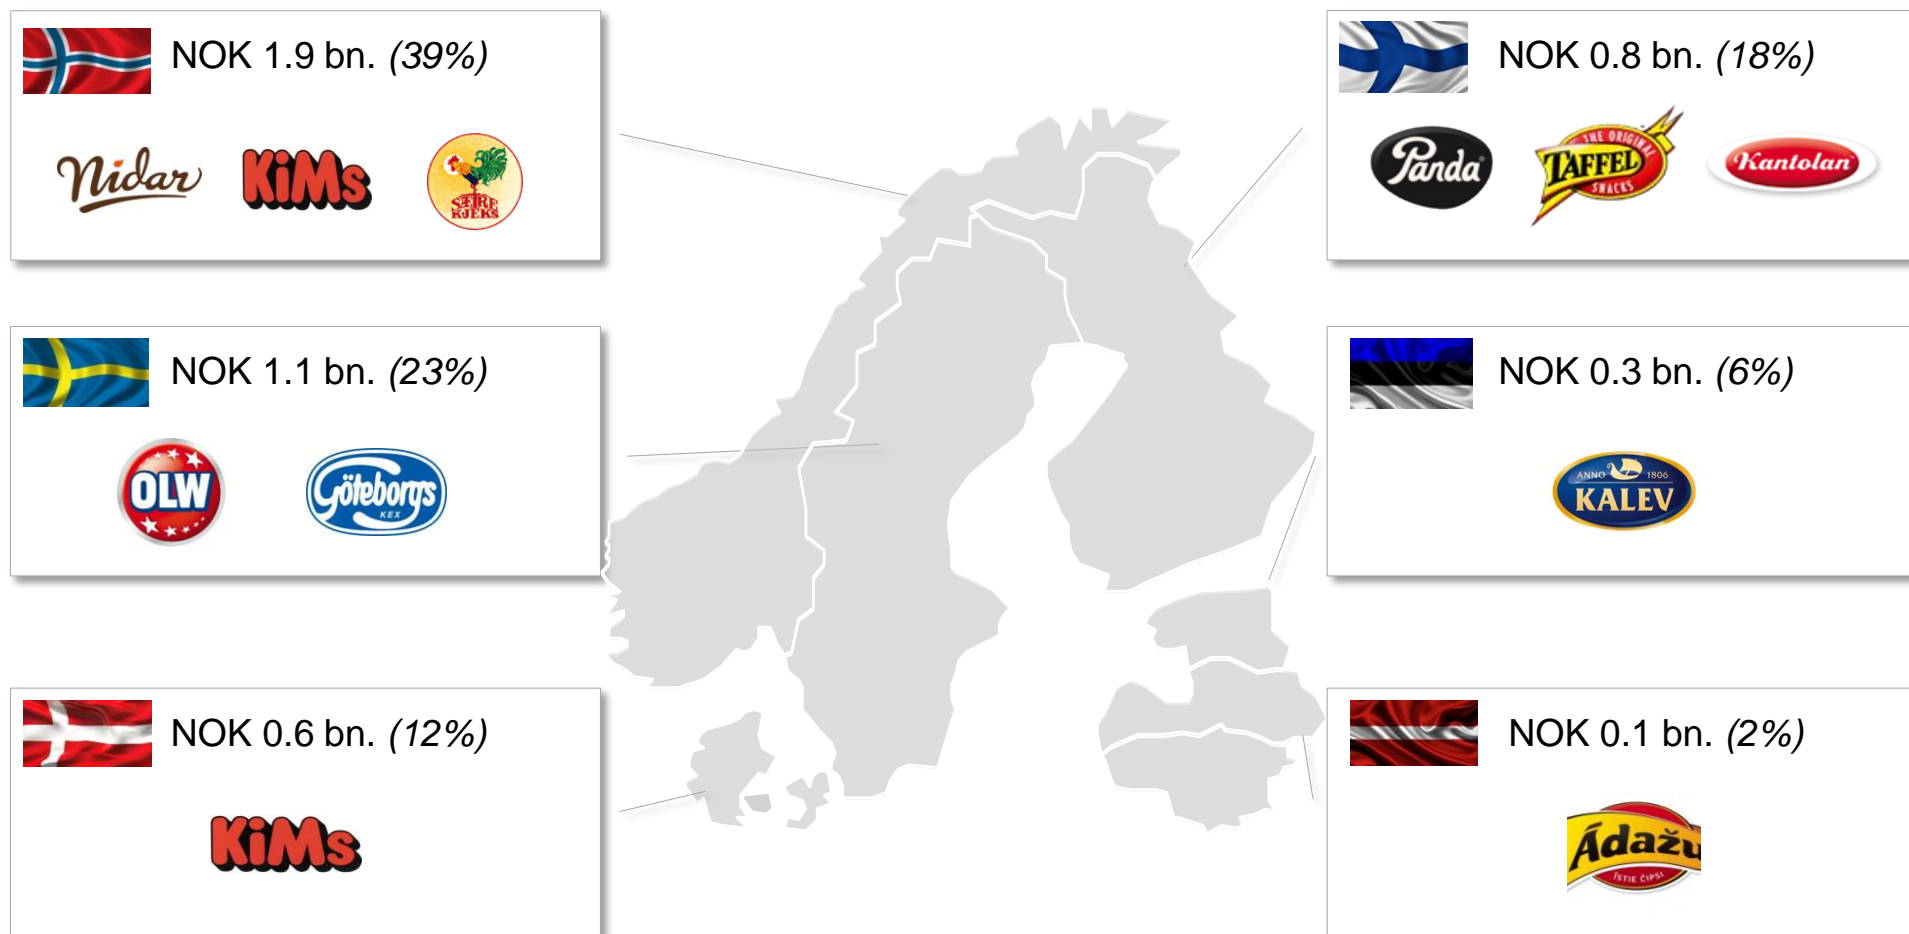 NOK 1.9 bn. (39%)
Nidar
KiMs
SÆTRE
KJEKS
NOK 1.1 bn. (23%)
OLW
Göteborgs
KEX
NOK 0.6 bn. (12%)
KiMs
NOK 0.8 bn. (18%)
Panda
THE ORIGINAL
TAFFEL
SNACKS
Kantolan
NOK 0.3 bn. (6%)
ANNO 1806
KALEV
NOK 0.1 bn. (2%)
Ādažu
ĪSTIE ČIPSI